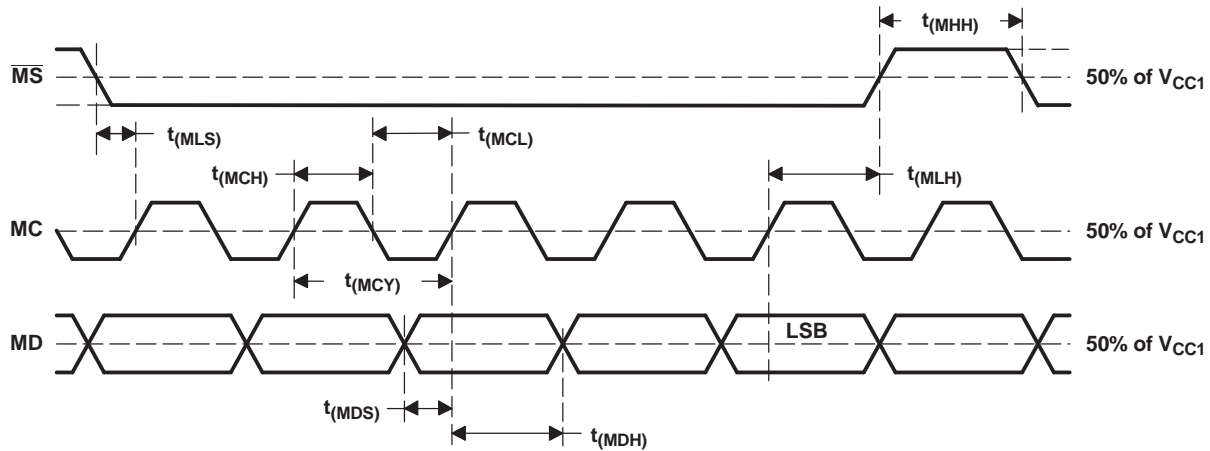 t(MHH)
MS
50% of VCC1
t(MLS)
t(MCL)
t(MCH)
t(MLH)
MC
50% of VCC1
t(MCY)
LSB
MD
50% of VCC1
t(MDS)
t(MDH)